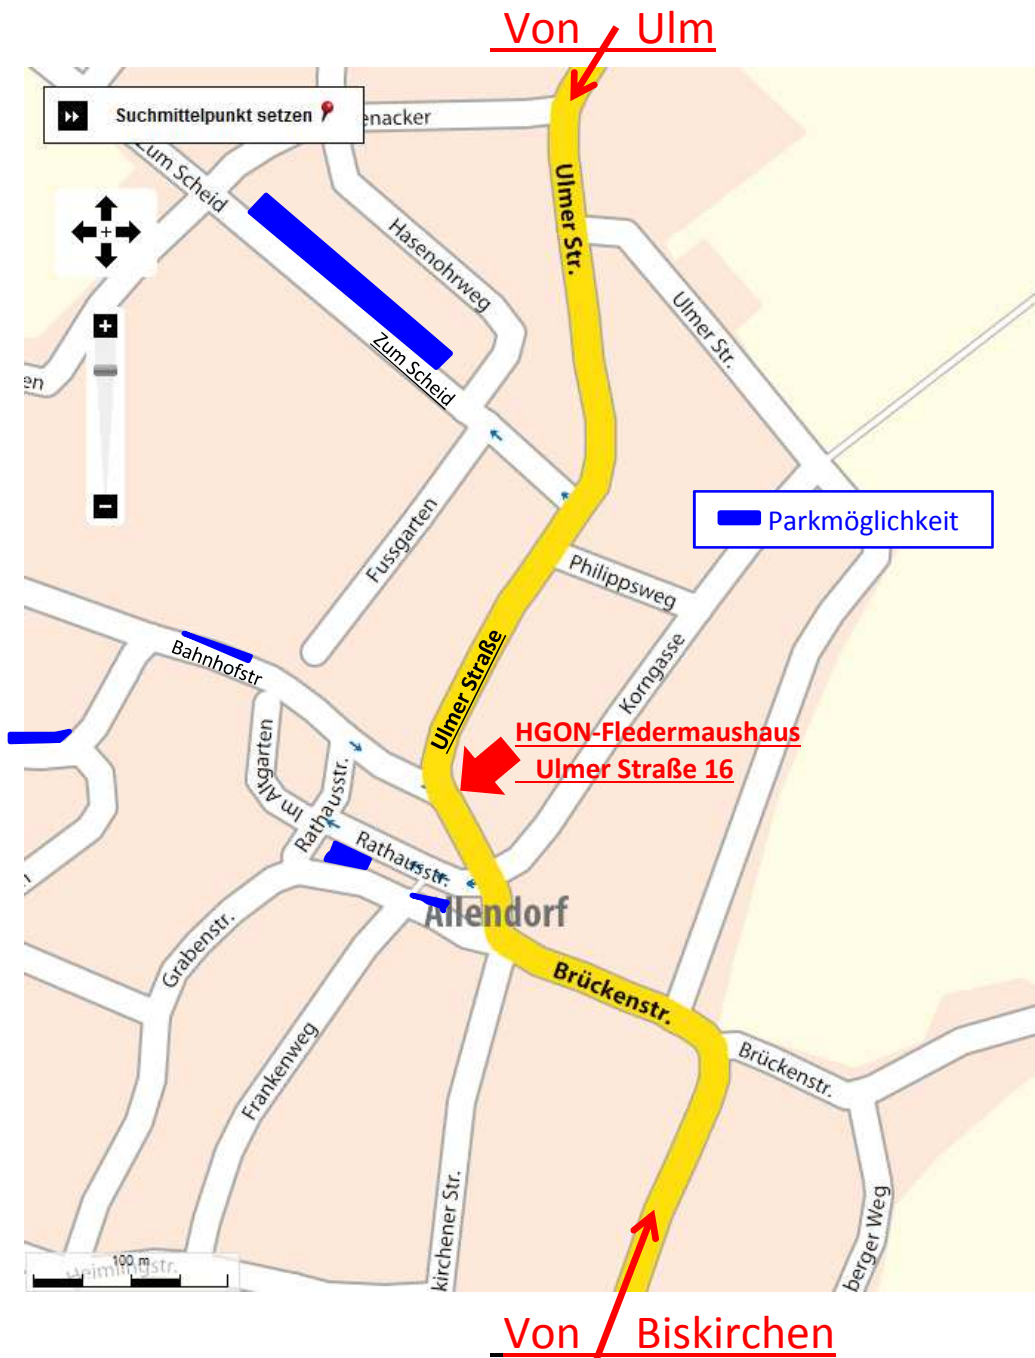 Von Ulm
Suchmittelpunkt setzen
enacker
Zum Scheid
Ulmer Str.
Hasenohrweg
Ulmer Str.
Zum Scheid
en
Fussgarten
Parkmöglichkeit
Philippsweg
Bahnhofstr
Ulmer Straße
Korngasse
HGON-Fledermaushaus
Ulmer Straße 16
Im Altgarten
Rathausstr.
Rathausstr.
Allendorf
Grabenstr.
Brückenstr.
Frankenweg
Brückenstr.
kirchener Str.
berger Weg
100 m
Heimlingstr.
Von Biskirchen